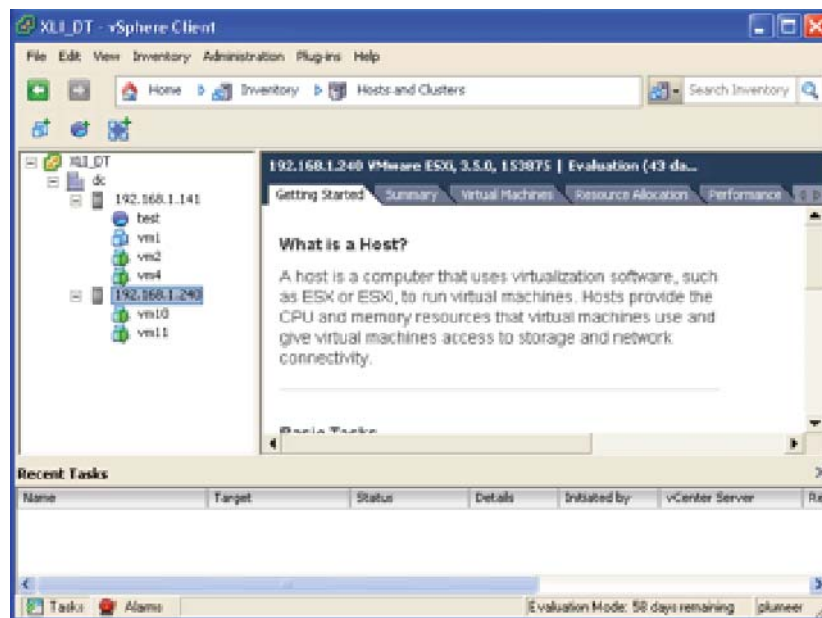 XLI_DT - vSphere Client
File Edit View Inventory Administration Plug-ins Help
Home Inventory Hosts and Clusters Search Inventory
XLI_DT
dc
192.168.1.141
test
vm1
vm2
vm4
192.168.1.240
vm10
vm11
192.168.1.240 VMware ESXi, 3.5.0, 153875 | Evaluation (43 da...
Getting Started Summary Virtual Machines Resource Allocation Performance
What is a Host?
A host is a computer that uses virtualization software, such
as ESX or ESXi, to run virtual machines. Hosts provide the
CPU and memory resources that virtual machines use and
give virtual machines access to storage and network
connectivity.
Basic Tasks
Recent Tasks
Name Target Status Details Initiated by vCenter Server Re
Tasks Alarms Evaluation Mode: 58 days remaining plumeer